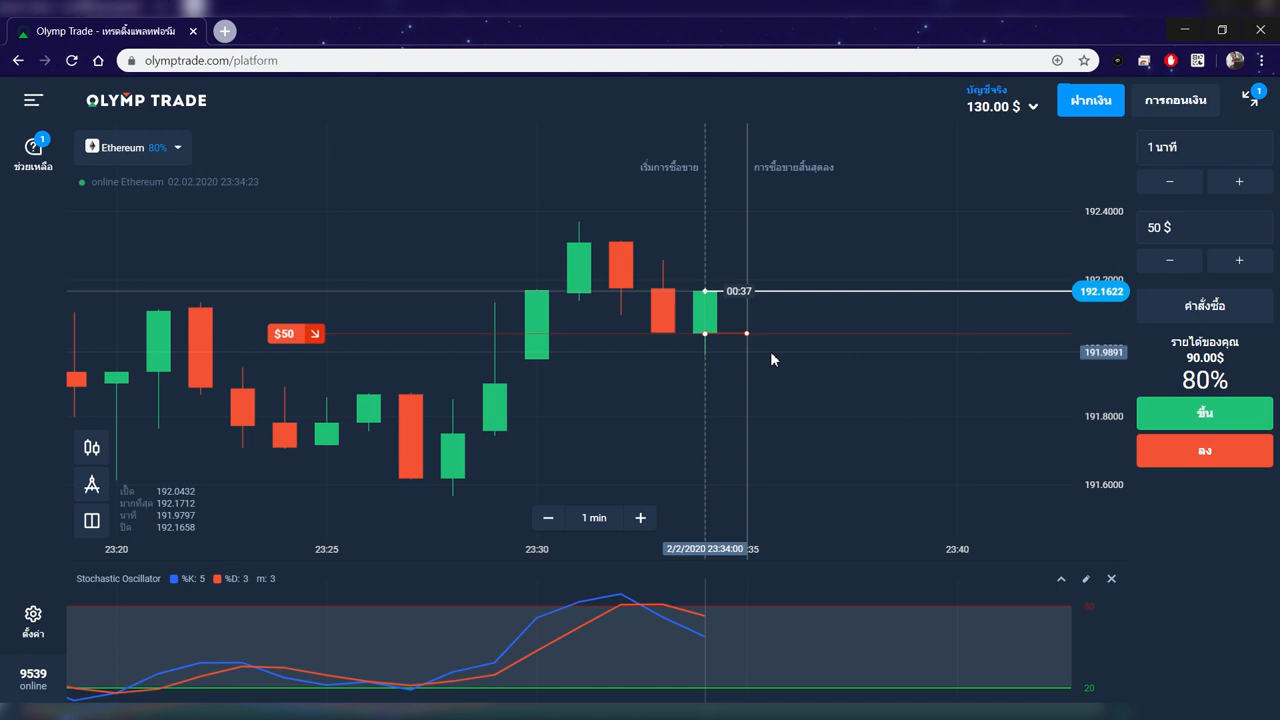 Olymp Trade - เทรดดิ้งแพลทฟอร์ม
olymptrade.com/platform
OLYMP TRADE
บัญชีจริง
130.00 $
ฝากเงิน
การถอนเงิน
1
1
ช่วยเหลือ
Ethereum 80%
online Ethereum 02.02.2020 23:34:23
เริ่มการซื้อขาย
การซื้อขายสิ้นสุดลง
1 นาที
50 $
คำสั่งซื้อ
รายได้ของคุณ
90.00$
80%
ขึ้น
ลง
192.4000
192.1622
191.9891
191.8000
191.6000
00:37
$50
เปิด 192.0432
มากที่สุด 192.1712
นาที 191.9797
ปิด 192.1658
1 min
23:20
23:25
23:30
2/2/2020 23:34:00
:35
23:40
Stochastic Oscillator %K: 5 %D: 3 m: 3
80
20
ตั้งค่า
9539
online